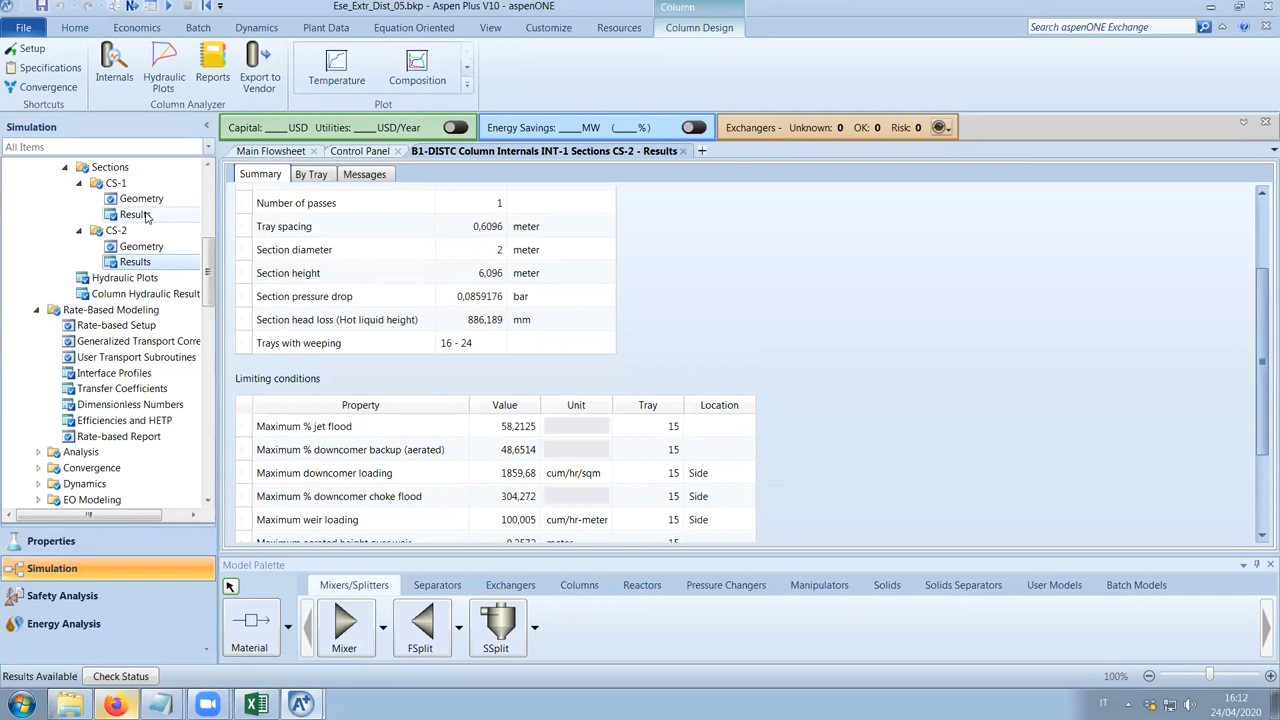 Ese_Extr_Dist_05.bkp - Aspen Plus V10 - aspenONE
Column
File Home Economics Batch Dynamics Plant Data Equation Oriented View Customize Resources Column Design Search aspenONE Exchange
Setup
Specifications
Convergence
Internals
Hydraulic Plots
Reports
Export to Vendor
Temperature
Composition
Shortcuts Column Analyzer Plot
Simulation
Capital: ____ USD Utilities: ____ USD/Year
Energy Savings: ____ MW (____ %)
Exchangers - Unknown: 0 OK: 0 Risk: 0
All Items
Main Flowsheet Control Panel B1-DISTC Column Internals INT-1 Sections CS-2 - Results
Summary By Tray Messages
Sections
CS-1
Geometry
Results
CS-2
Geometry
Results
Hydraulic Plots
Column Hydraulic Result
Rate-Based Modeling
Rate-based Setup
Generalized Transport Corre
User Transport Subroutines
Interface Profiles
Transfer Coefficients
Dimensionless Numbers
Efficiencies and HETP
Rate-based Report
Analysis
Convergence
Dynamics
EO Modeling
Number of passes 1
Tray spacing 0,6096 meter
Section diameter 2 meter
Section height 6,096 meter
Section pressure drop 0,0859176 bar
Section head loss (Hot liquid height) 886,189 mm
Trays with weeping 16 - 24
Limiting conditions
Property Value Unit Tray Location
Maximum % jet flood 58,2125 15
Maximum % downcomer backup (aerated) 48,6514 15
Maximum downcomer loading 1859,68 cum/hr/sqm 15 Side
Maximum % downcomer choke flood 304,272 15 Side
Maximum weir loading 100,005 cum/hr-meter 15 Side
Properties
Simulation
Safety Analysis
Energy Analysis
Model Palette
Mixers/Splitters Separators Exchangers Columns Reactors Pressure Changers Manipulators Solids Solids Separators User Models Batch Models
Material Mixer FSplit SSplit
Results Available Check Status 100%
IT
16:12
24/04/2020